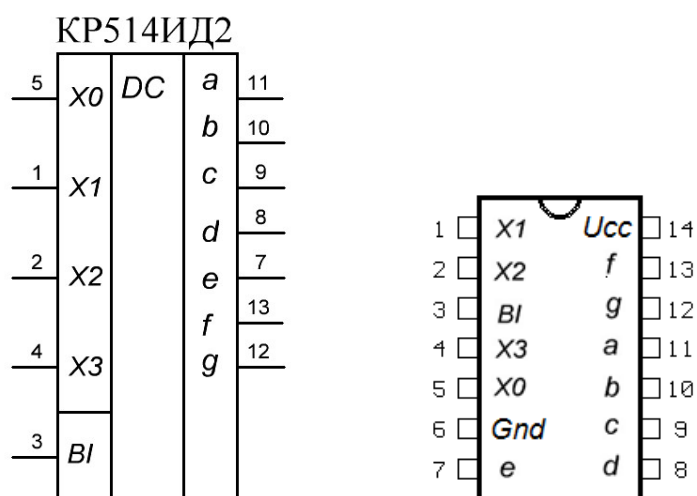 КР514ИД2
5 X0 DC a 11
b 10
1 X1 c 9
d 8
2 X2 e 7
f 13
4 X3 g 12
3 BI
1 X1 Ucc 14
2 X2 f 13
3 BI g 12
4 X3 a 11
5 X0 b 10
6 Gnd c 9
7 e d 8